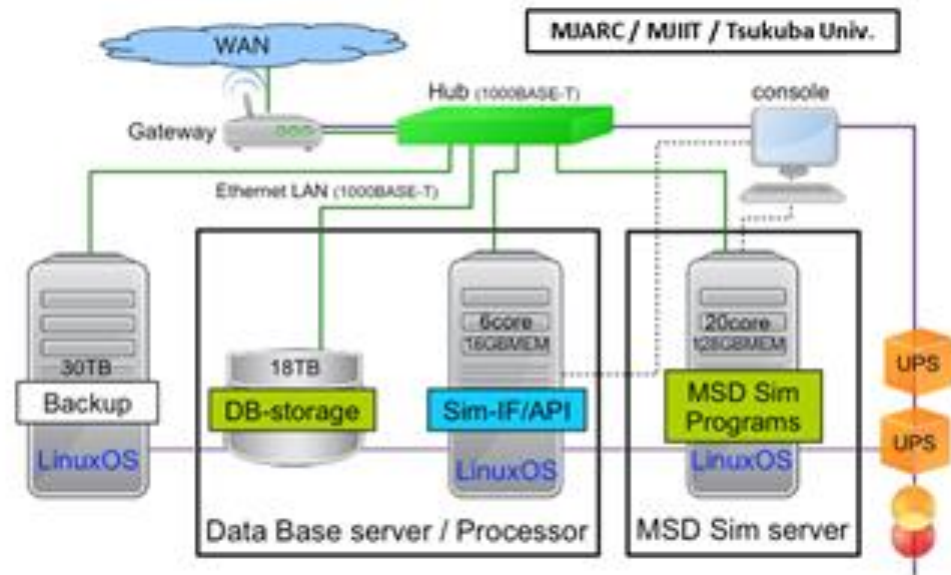 WAN
MJARC / MJIIT / Tsukuba Univ.
Hub (1000BASE-T)
console
Gateway
Ethernet LAN (1000BASE-T)
30TB
Backup
LinuxOS
18TB
DB-storage
6core
16GBMEM
Sim-IF/API
LinuxOS
20core
128GBMEM
MSD Sim
Programs
LinuxOS
UPS
UPS
Data Base server / Processor
MSD Sim server